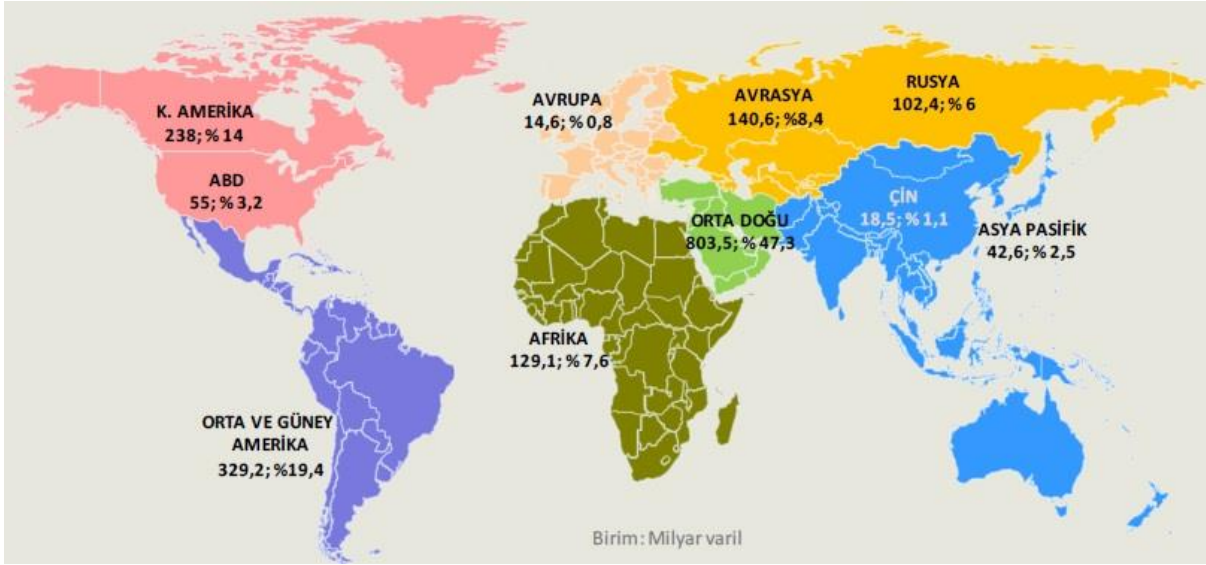 K. AMERİKA
238; % 14
ABD
55; % 3,2
AVRUPA
14,6; % 0,8
AVRASYA
140,6; %8,4
RUSYA
102,4; % 6
ORTA DOĞU
803,5; % 47,3
ÇİN
18,5; % 1,1
ASYA PASİFİK
42,6; % 2,5
AFRİKA
129,1; % 7,6
ORTA VE GÜNEY
AMERİKA
329,2; %19,4
Birim: Milyar varil